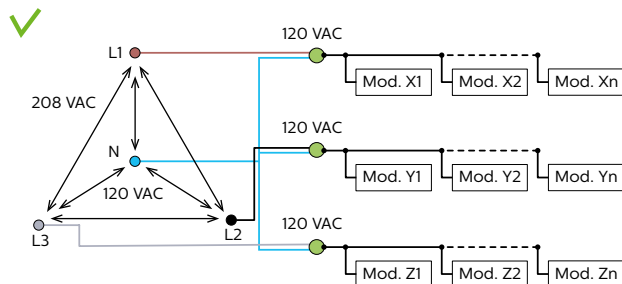 120 VAC
L1
Mod. X1 Mod. X2 Mod. Xn
208 VAC
120 VAC
N
Mod. Y1 Mod. Y2 Mod. Yn
120 VAC
L2
120 VAC
L3
Mod. Z1 Mod. Z2 Mod. Zn